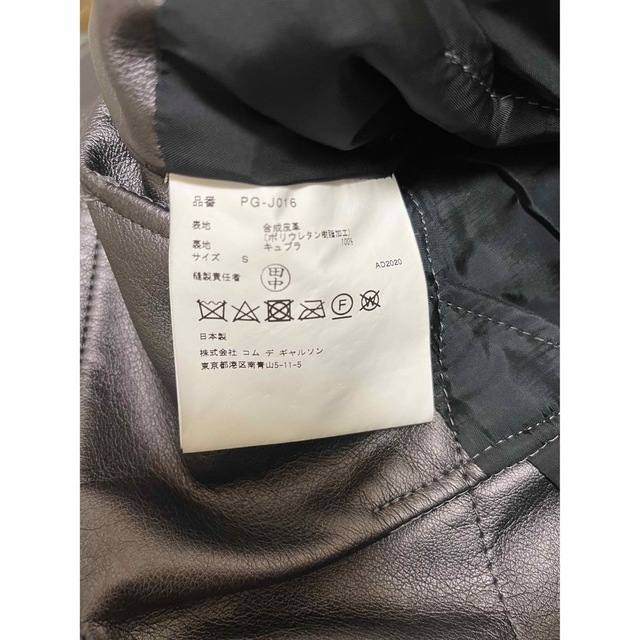 品番 PG-J016
表地 合成皮革
(ポリウレタン樹脂加工)
裏地 キュプラ 100%
サイズ S
縫製責任者 田中
AD2020
F W
日本製
株式会社 コム デ ギャルソン
東京都港区南青山5-11-5